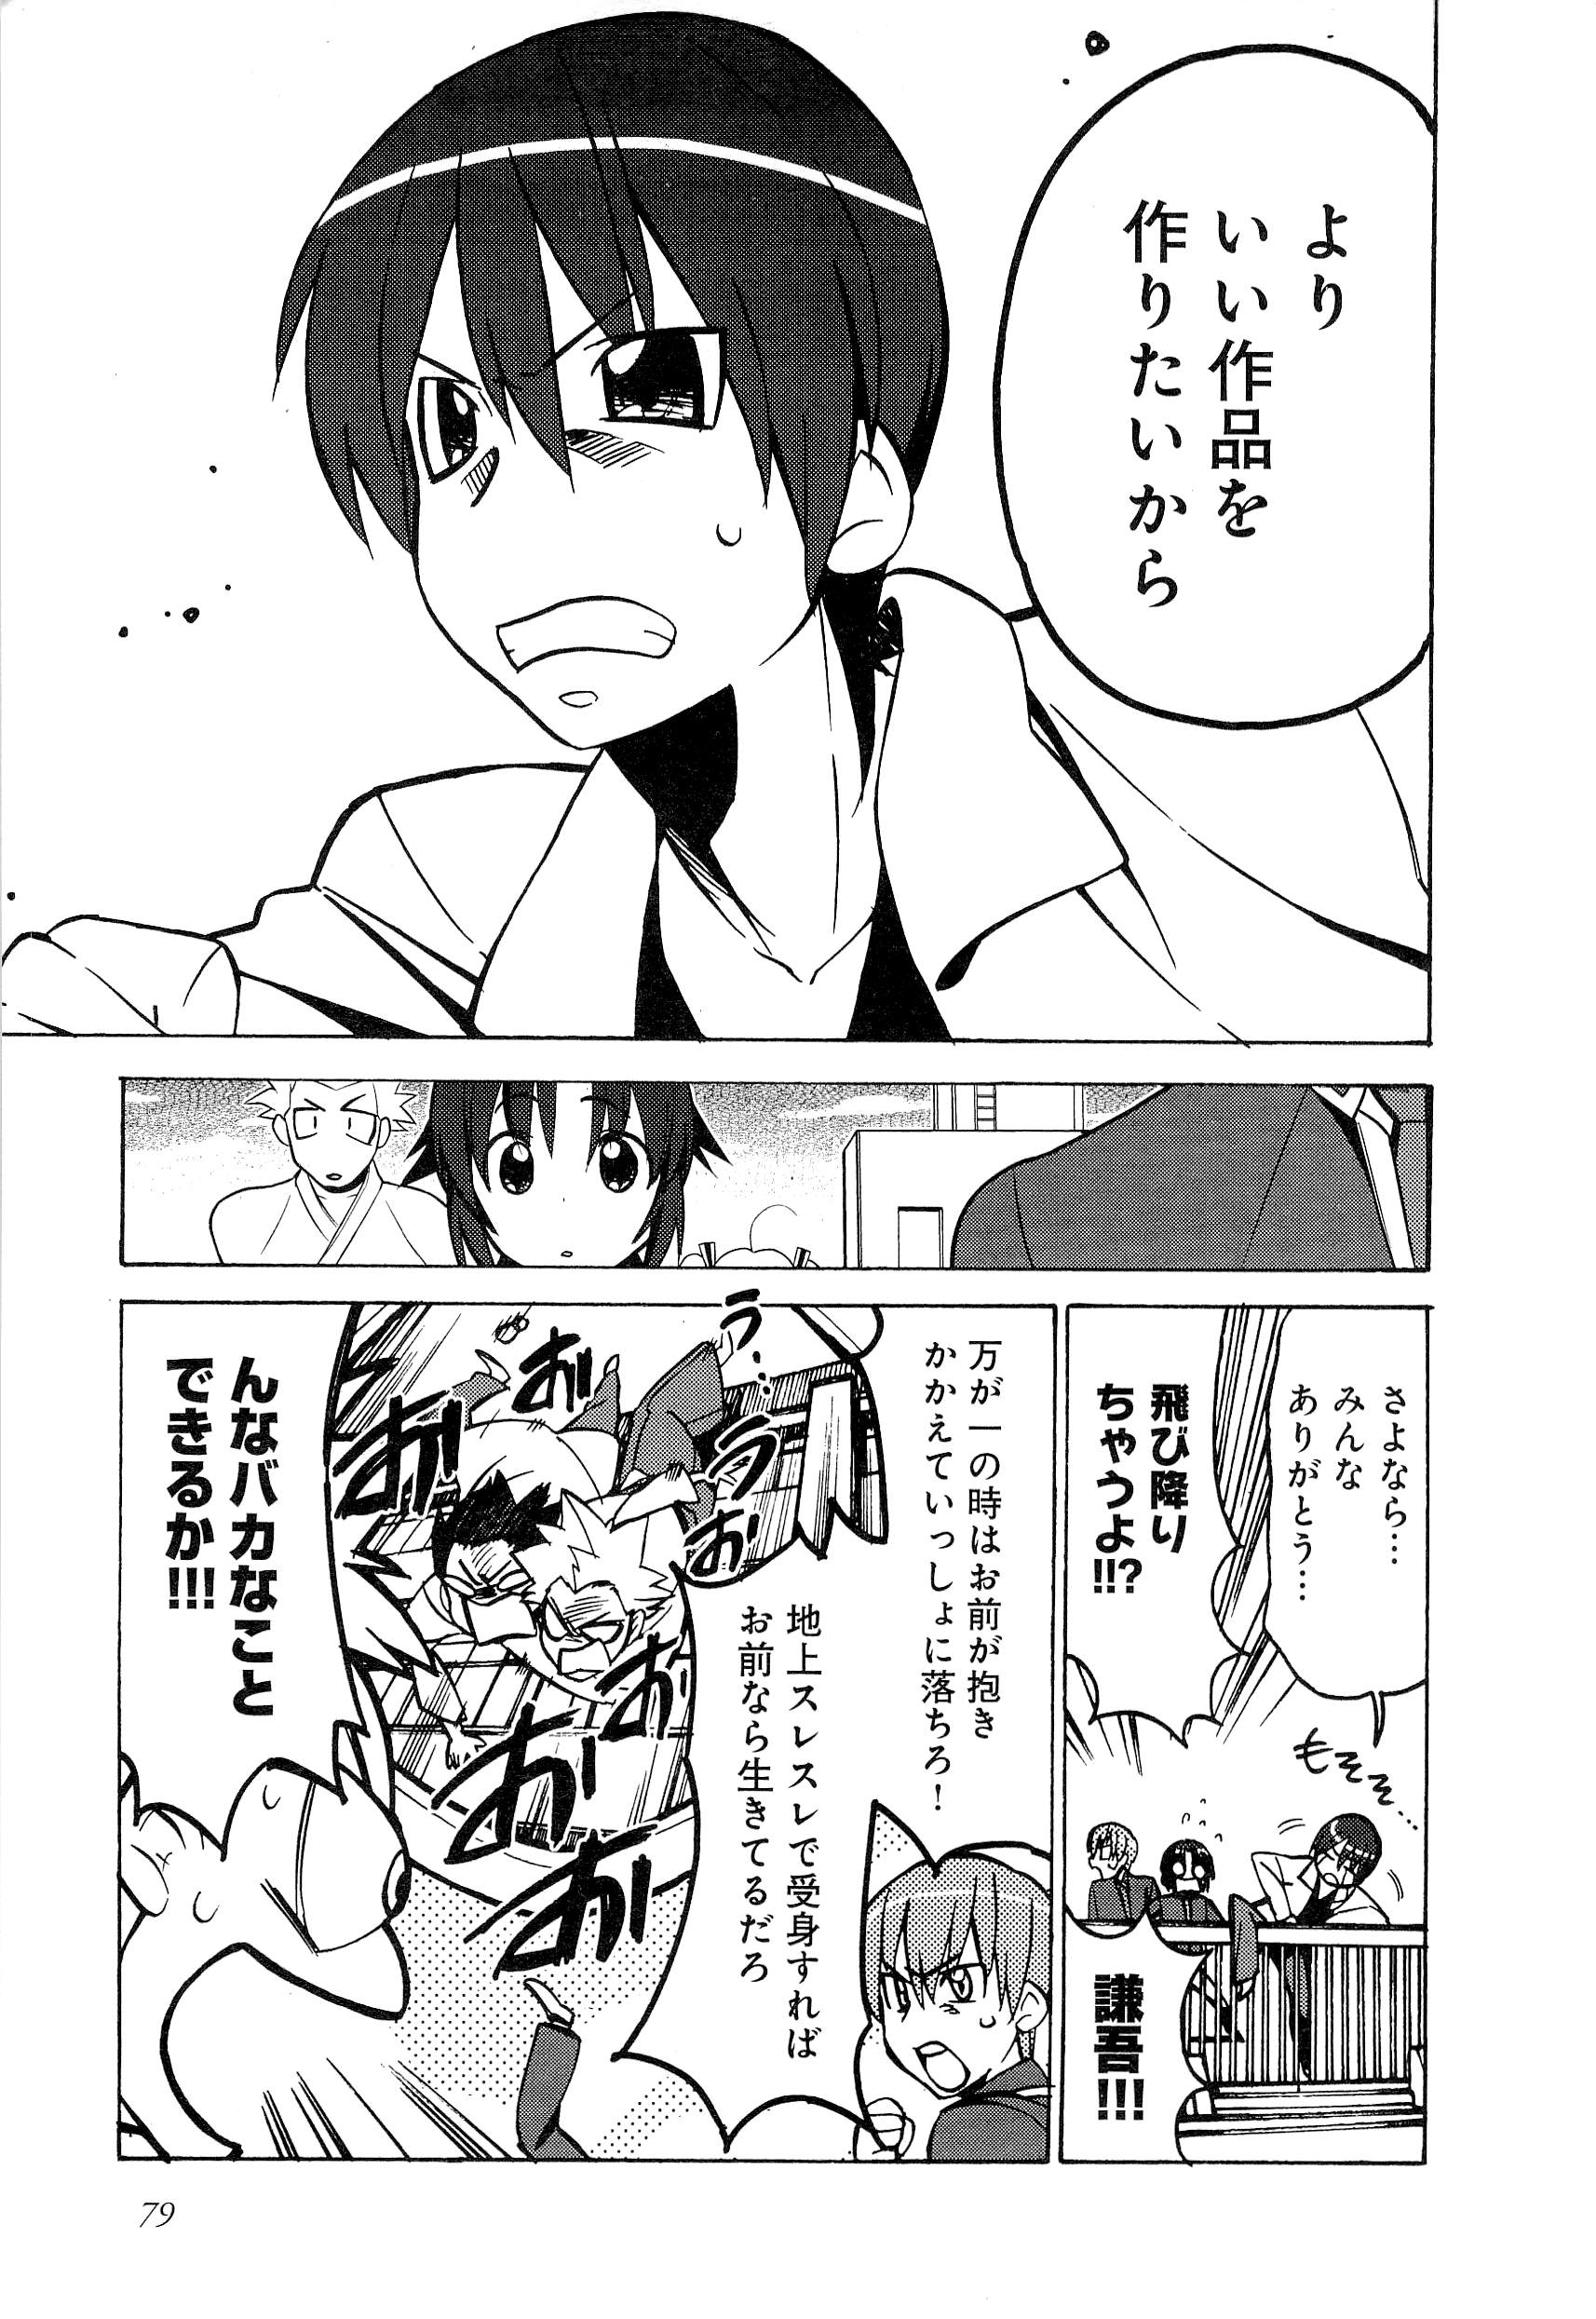 より
いい作品を
作りたいから
さよなら…
みんな
ありがとう…
飛び降り
ちゃうよ!!?
もそそそ…
謙吾!!!
万が一の時はお前が抱き
かかえていっしょに落ちろ!
地上スレスレで受身すれば
お前なら生きてるだろ
う…うおおおおおおおおお!!
んなバカなこと
できるか!!!
79